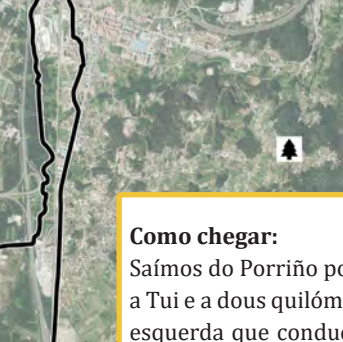 Como chegar:
Saímos do Porriño po
a Tui e a dous quilóm
esquerda que conduc